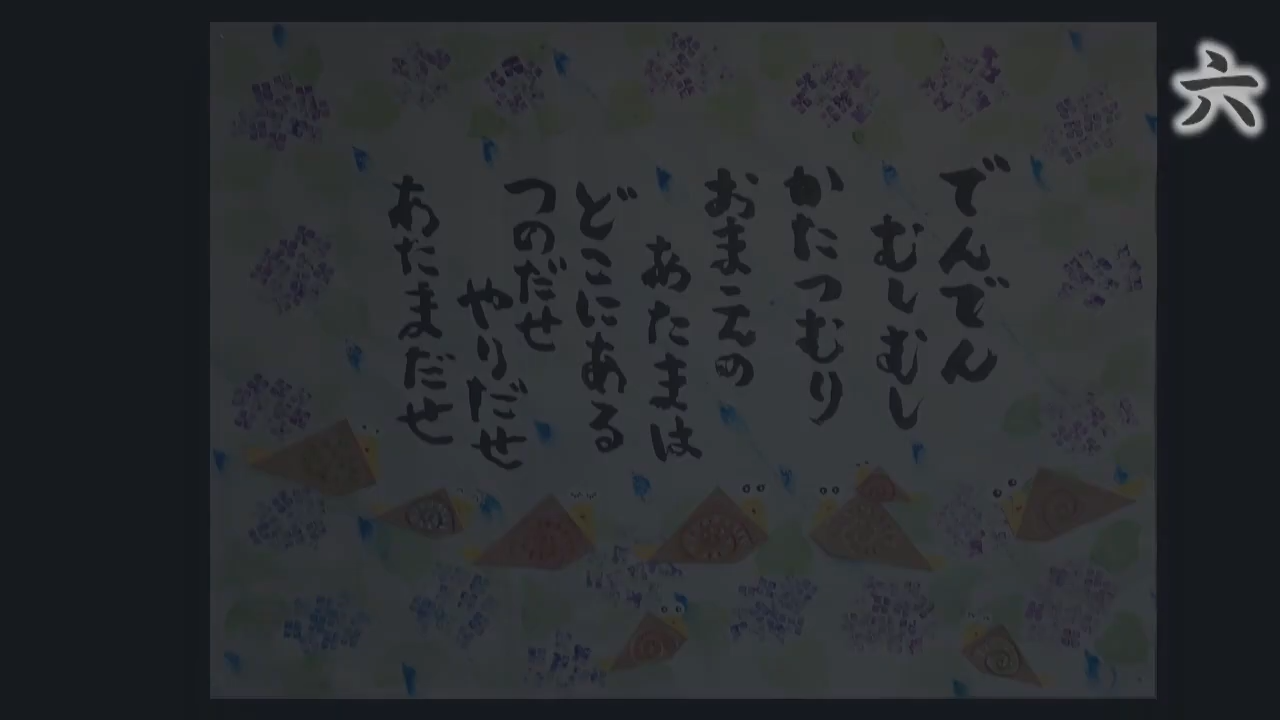 六
でんでん
むしむし
かたつむり
おまえの
あたまは
どこにある
つのだせ
やりだせ
あたまだせ